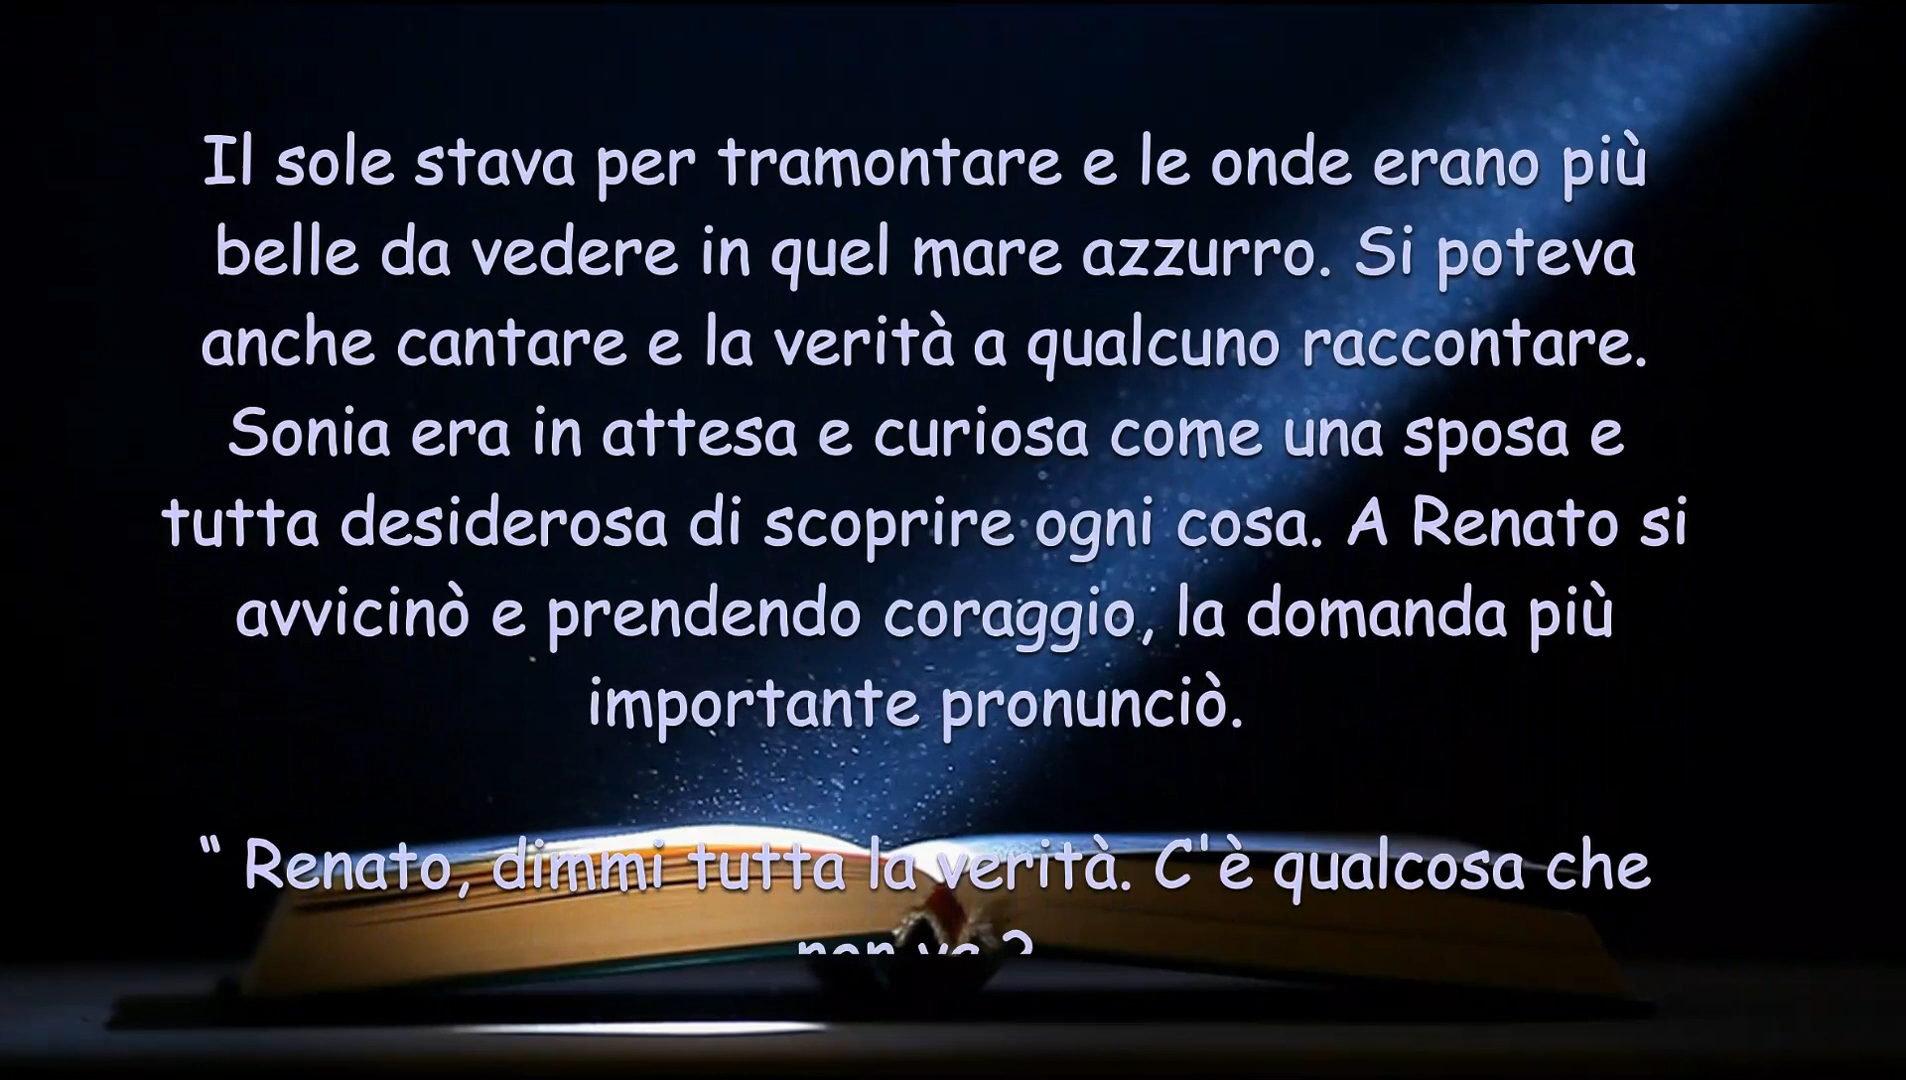 Il sole stava per tramontare e le onde erano più
belle da vedere in quel mare azzurro. Si poteva
anche cantare e la verità a qualcuno raccontare.
Sonia era in attesa e curiosa come una sposa e
tutta desiderosa di scoprire ogni cosa. A Renato si
avvicinò e prendendo coraggio, la domanda più
importante pronunciò.
“ Renato, dimmi tutta la verità. C'è qualcosa che
non va ?